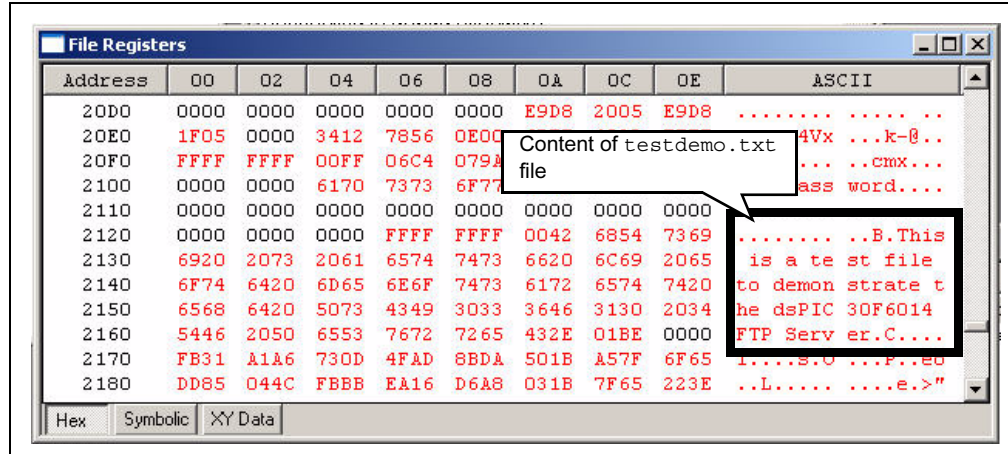 File Registers
Address 00 02 04 06 08 0A 0C 0E ASCII
20D0 0000 0000 0000 0000 0000 E9D8 2005 E9D8 ........ ..... ..
20E0 1F05 0000 3412 7856 0E00 4Vx ...k-@..
20F0 FFFF FFFF 00FF 06C4 079A ... ..cmx...
2100 0000 0000 6170 7373 6F77 ass word....
2110 0000 0000 0000 0000 0000 0000 0000 0000
2120 0000 0000 0000 FFFF FFFF 0042 6854 7369 ........ ..B.This
2130 6920 2073 2061 6574 7473 6620 6C69 2065 is a te st file
2140 6F74 6420 6D65 6E6F 7473 6172 6574 7420 to demon strate t
2150 6568 6420 5073 4349 3033 3646 3130 2034 he dsPIC 30F6014
2160 5446 2050 6553 7672 7265 432E 01BE 0000 FTP Serv er.C....
2170 FB31 A1A6 730D 4FAD 8BDA 501B A57F 6F65 1....s.O ...P..eo
2180 DD85 044C FBBB EA16 D6A8 031B 7F65 223E ..L..... ....e.>"
Content of testdemo.txt
file
Hex Symbolic XY Data